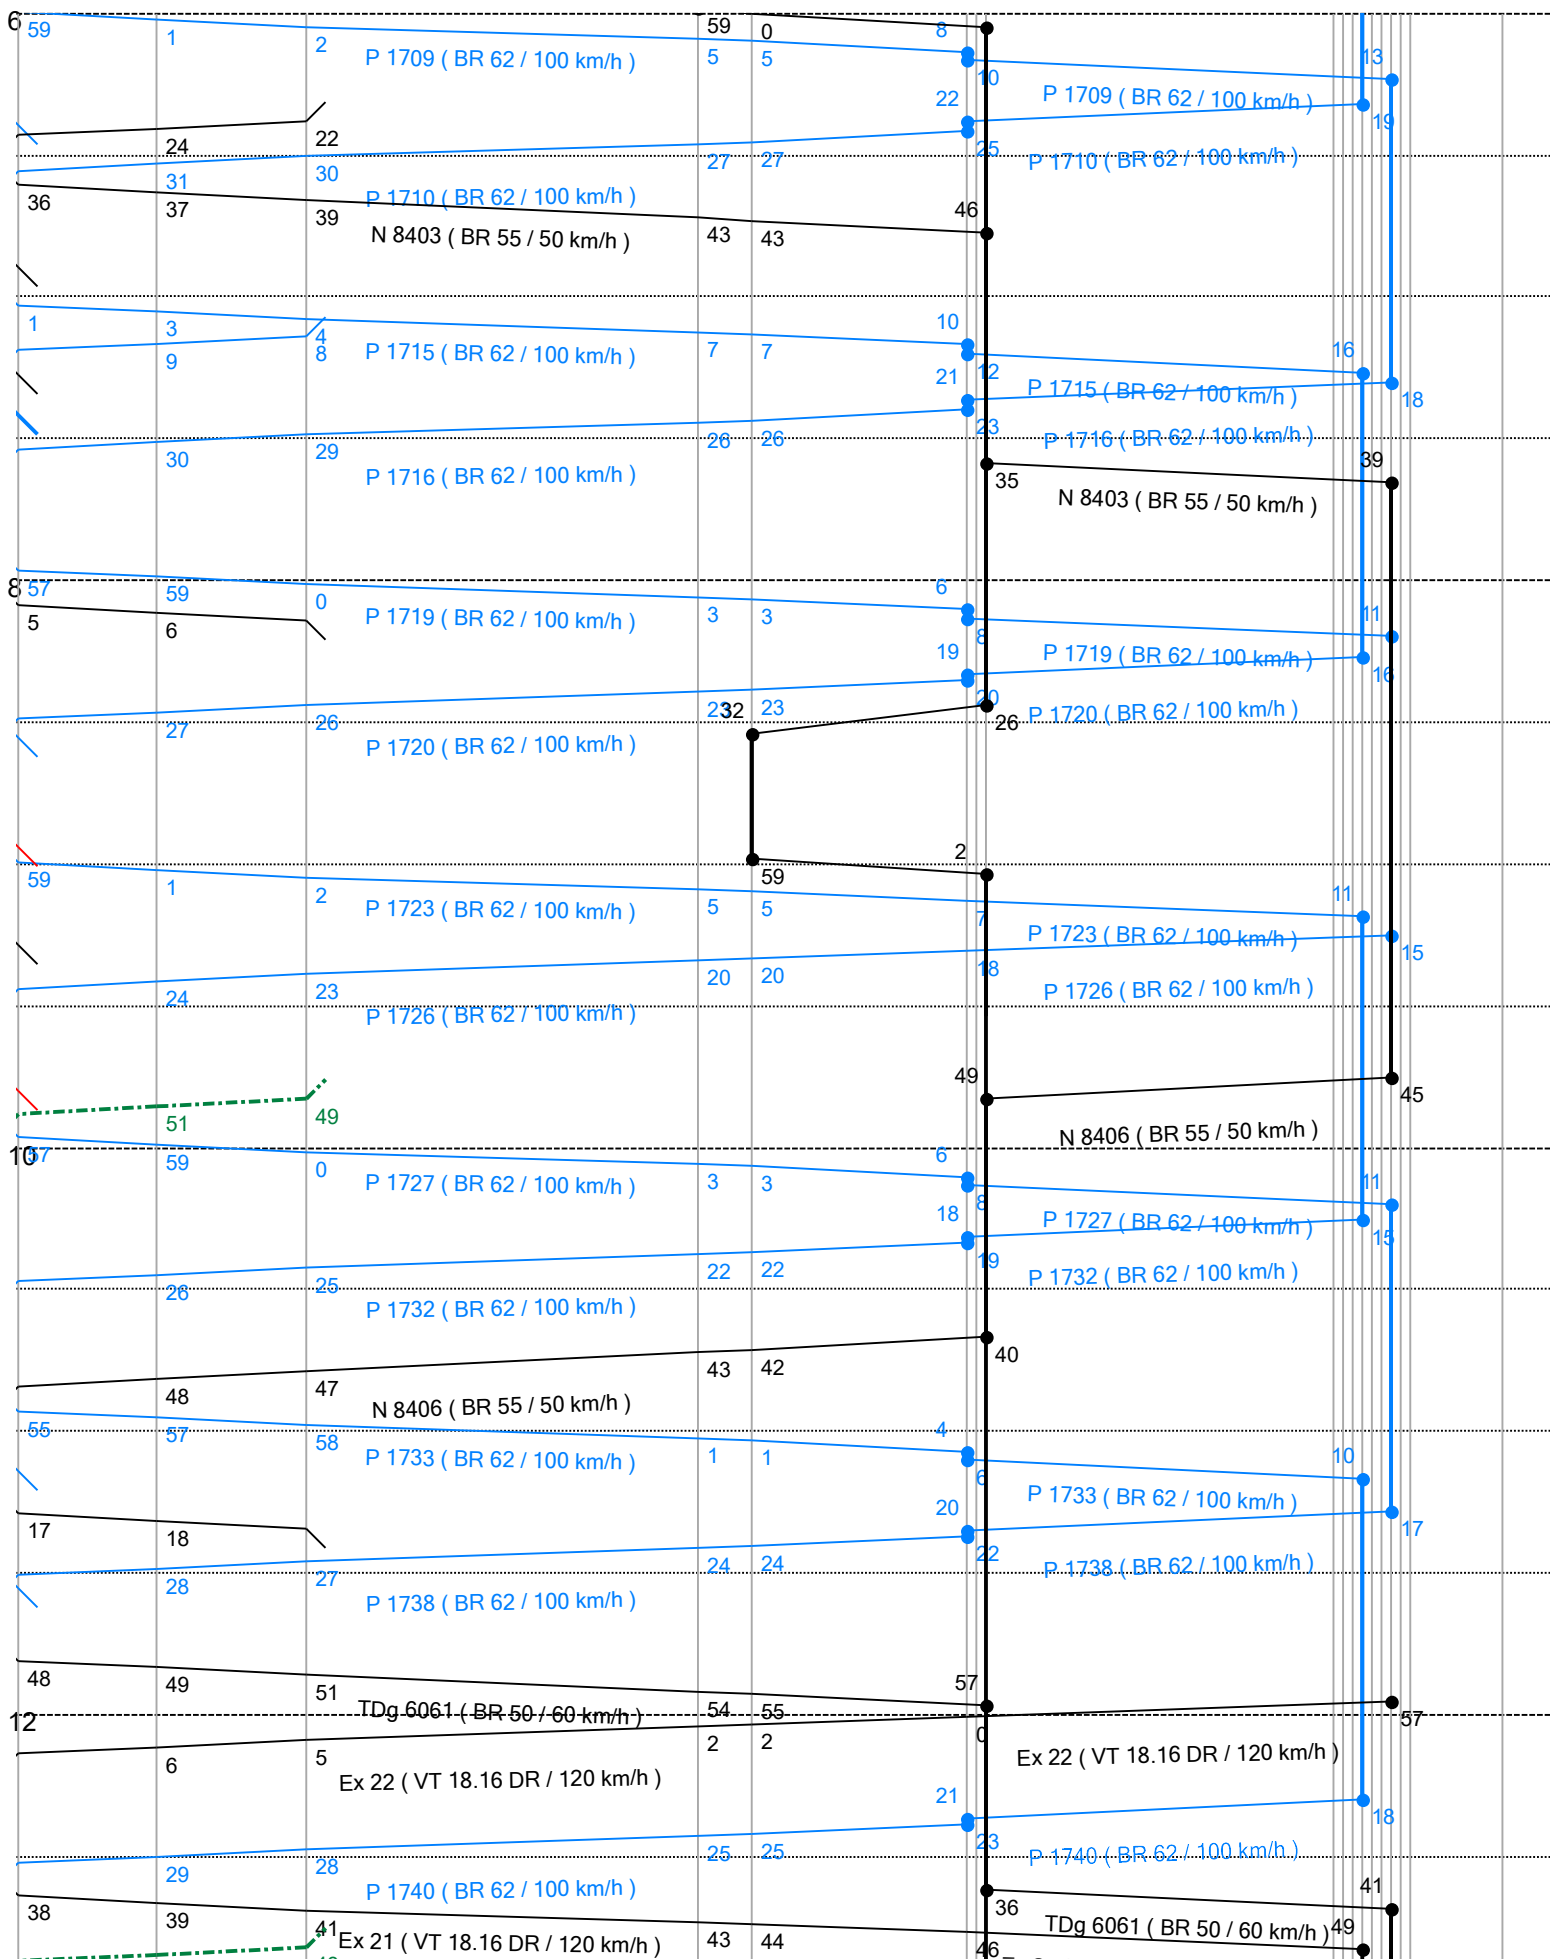 6 59 1 2 59 0 8
P 1709 ( BR 62 / 100 km/h ) 5 5 10 13
22 P 1709 ( BR 62 / 100 km/h ) 19
24 22
27 27 25 P 1710 ( BR 62 / 100 km/h )
31 30
P 1710 ( BR 62 / 100 km/h )
36 37 39 46
N 8403 ( BR 55 / 50 km/h ) 43 43
1 3 4 10
9 8 P 1715 ( BR 62 / 100 km/h ) 7 7 12 16
21 P 1715 ( BR 62 / 100 km/h ) 18
30 29 26 26 23 P 1716 ( BR 62 / 100 km/h )
P 1716 ( BR 62 / 100 km/h ) 35 39
N 8403 ( BR 55 / 50 km/h )
8 57 59 0 6
5 6 P 1719 ( BR 62 / 100 km/h ) 3 3 8 11
19 P 1719 ( BR 62 / 100 km/h ) 16
20
27 26 23 32 23 26 P 1720 ( BR 62 / 100 km/h )
P 1720 ( BR 62 / 100 km/h )
2
59 1 2 59
P 1723 ( BR 62 / 100 km/h ) 5 5 7 11
P 1723 ( BR 62 / 100 km/h ) 15
24 23 20 20 18
P 1726 ( BR 62 / 100 km/h )
P 1726 ( BR 62 / 100 km/h )
49 45
51 49
N 8406 ( BR 55 / 50 km/h )
10 57 59 0 6
P 1727 ( BR 62 / 100 km/h ) 3 3 8 11
18 P 1727 ( BR 62 / 100 km/h ) 15
26 25 22 22 19 P 1732 ( BR 62 / 100 km/h )
P 1732 ( BR 62 / 100 km/h )
48 47 43 42 40
N 8406 ( BR 55 / 50 km/h )
55 57 58 4
P 1733 ( BR 62 / 100 km/h ) 1 1 6 10
20 P 1733 ( BR 62 / 100 km/h )
17 18 17
28 27 24 24 22 P 1738 ( BR 62 / 100 km/h )
P 1738 ( BR 62 / 100 km/h )
48 49 51 57
12 TDg 6061 ( BR 50 / 60 km/h ) 54 55 57
6 5 2 2 0
Ex 22 ( VT 18.16 DR / 120 km/h )
Ex 22 ( VT 18.16 DR / 120 km/h )
21 18
29 28 25 25 23 P 1740 ( BR 62 / 100 km/h )
P 1740 ( BR 62 / 100 km/h ) 41
38 39 41 36 TDg 6061 ( BR 50 / 60 km/h ) 49
Ex 21 ( VT 18.16 DR / 120 km/h ) 43 44 46